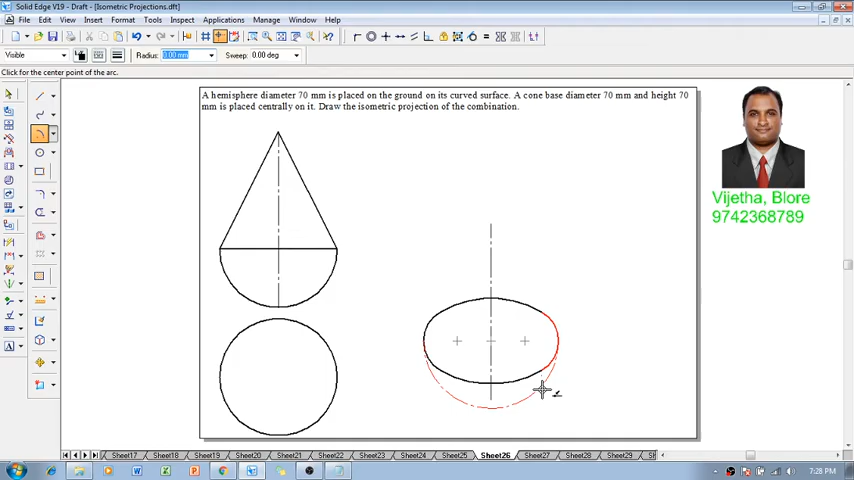 Solid Edge V19 - Draft - [Isometric Projections.dft]
File Edit View Insert Format Tools Inspect Applications Manage Window Help
Visible Radius: 0.00 mm Sweep: 0.00 deg
Click for the center point of the arc.
A hemisphere diameter 70 mm is placed on the ground on its curved surface. A cone base diameter 70 mm and height 70
mm is placed centrally on it. Draw the isometric projection of the combination.
Vijetha, Blore
9742368789
Sheet17 Sheet18 Sheet19 Sheet20 Sheet21 Sheet22 Sheet23 Sheet24 Sheet25 Sheet26 Sheet27 Sheet28 Sheet29 Sh
7:28 PM